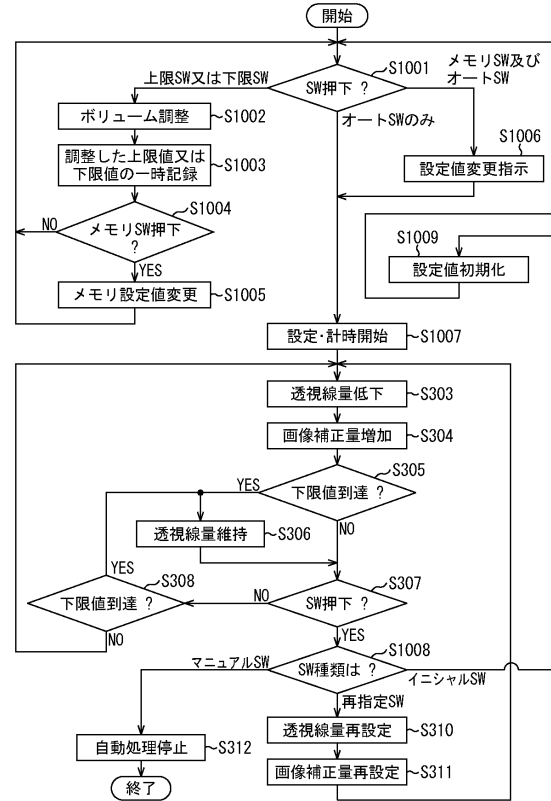 開始
S1001
SW押下 ?
上限SW又は下限SW
メモリSW及び
オートSW
オートSWのみ
ボリューム調整
S1002
調整した上限値又は
下限値の一時記録
S1003
S1004
メモリSW押下
?
NO
YES
メモリ設定値変更
S1005
S1006
設定値変更指示
S1009
設定値初期化
設定・計時開始
S1007
透視線量低下
S303
画像補正量増加
S304
S305
下限値到達 ?
YES
NO
透視線量維持
S306
S307
SW押下 ?
NO
YES
S308
下限値到達 ?
YES
NO
S1008
SW種類は ?
マニュアルSW
イニシャルSW
再指定SW
透視線量再設定
S310
画像補正量再設定
S311
自動処理停止
S312
終了